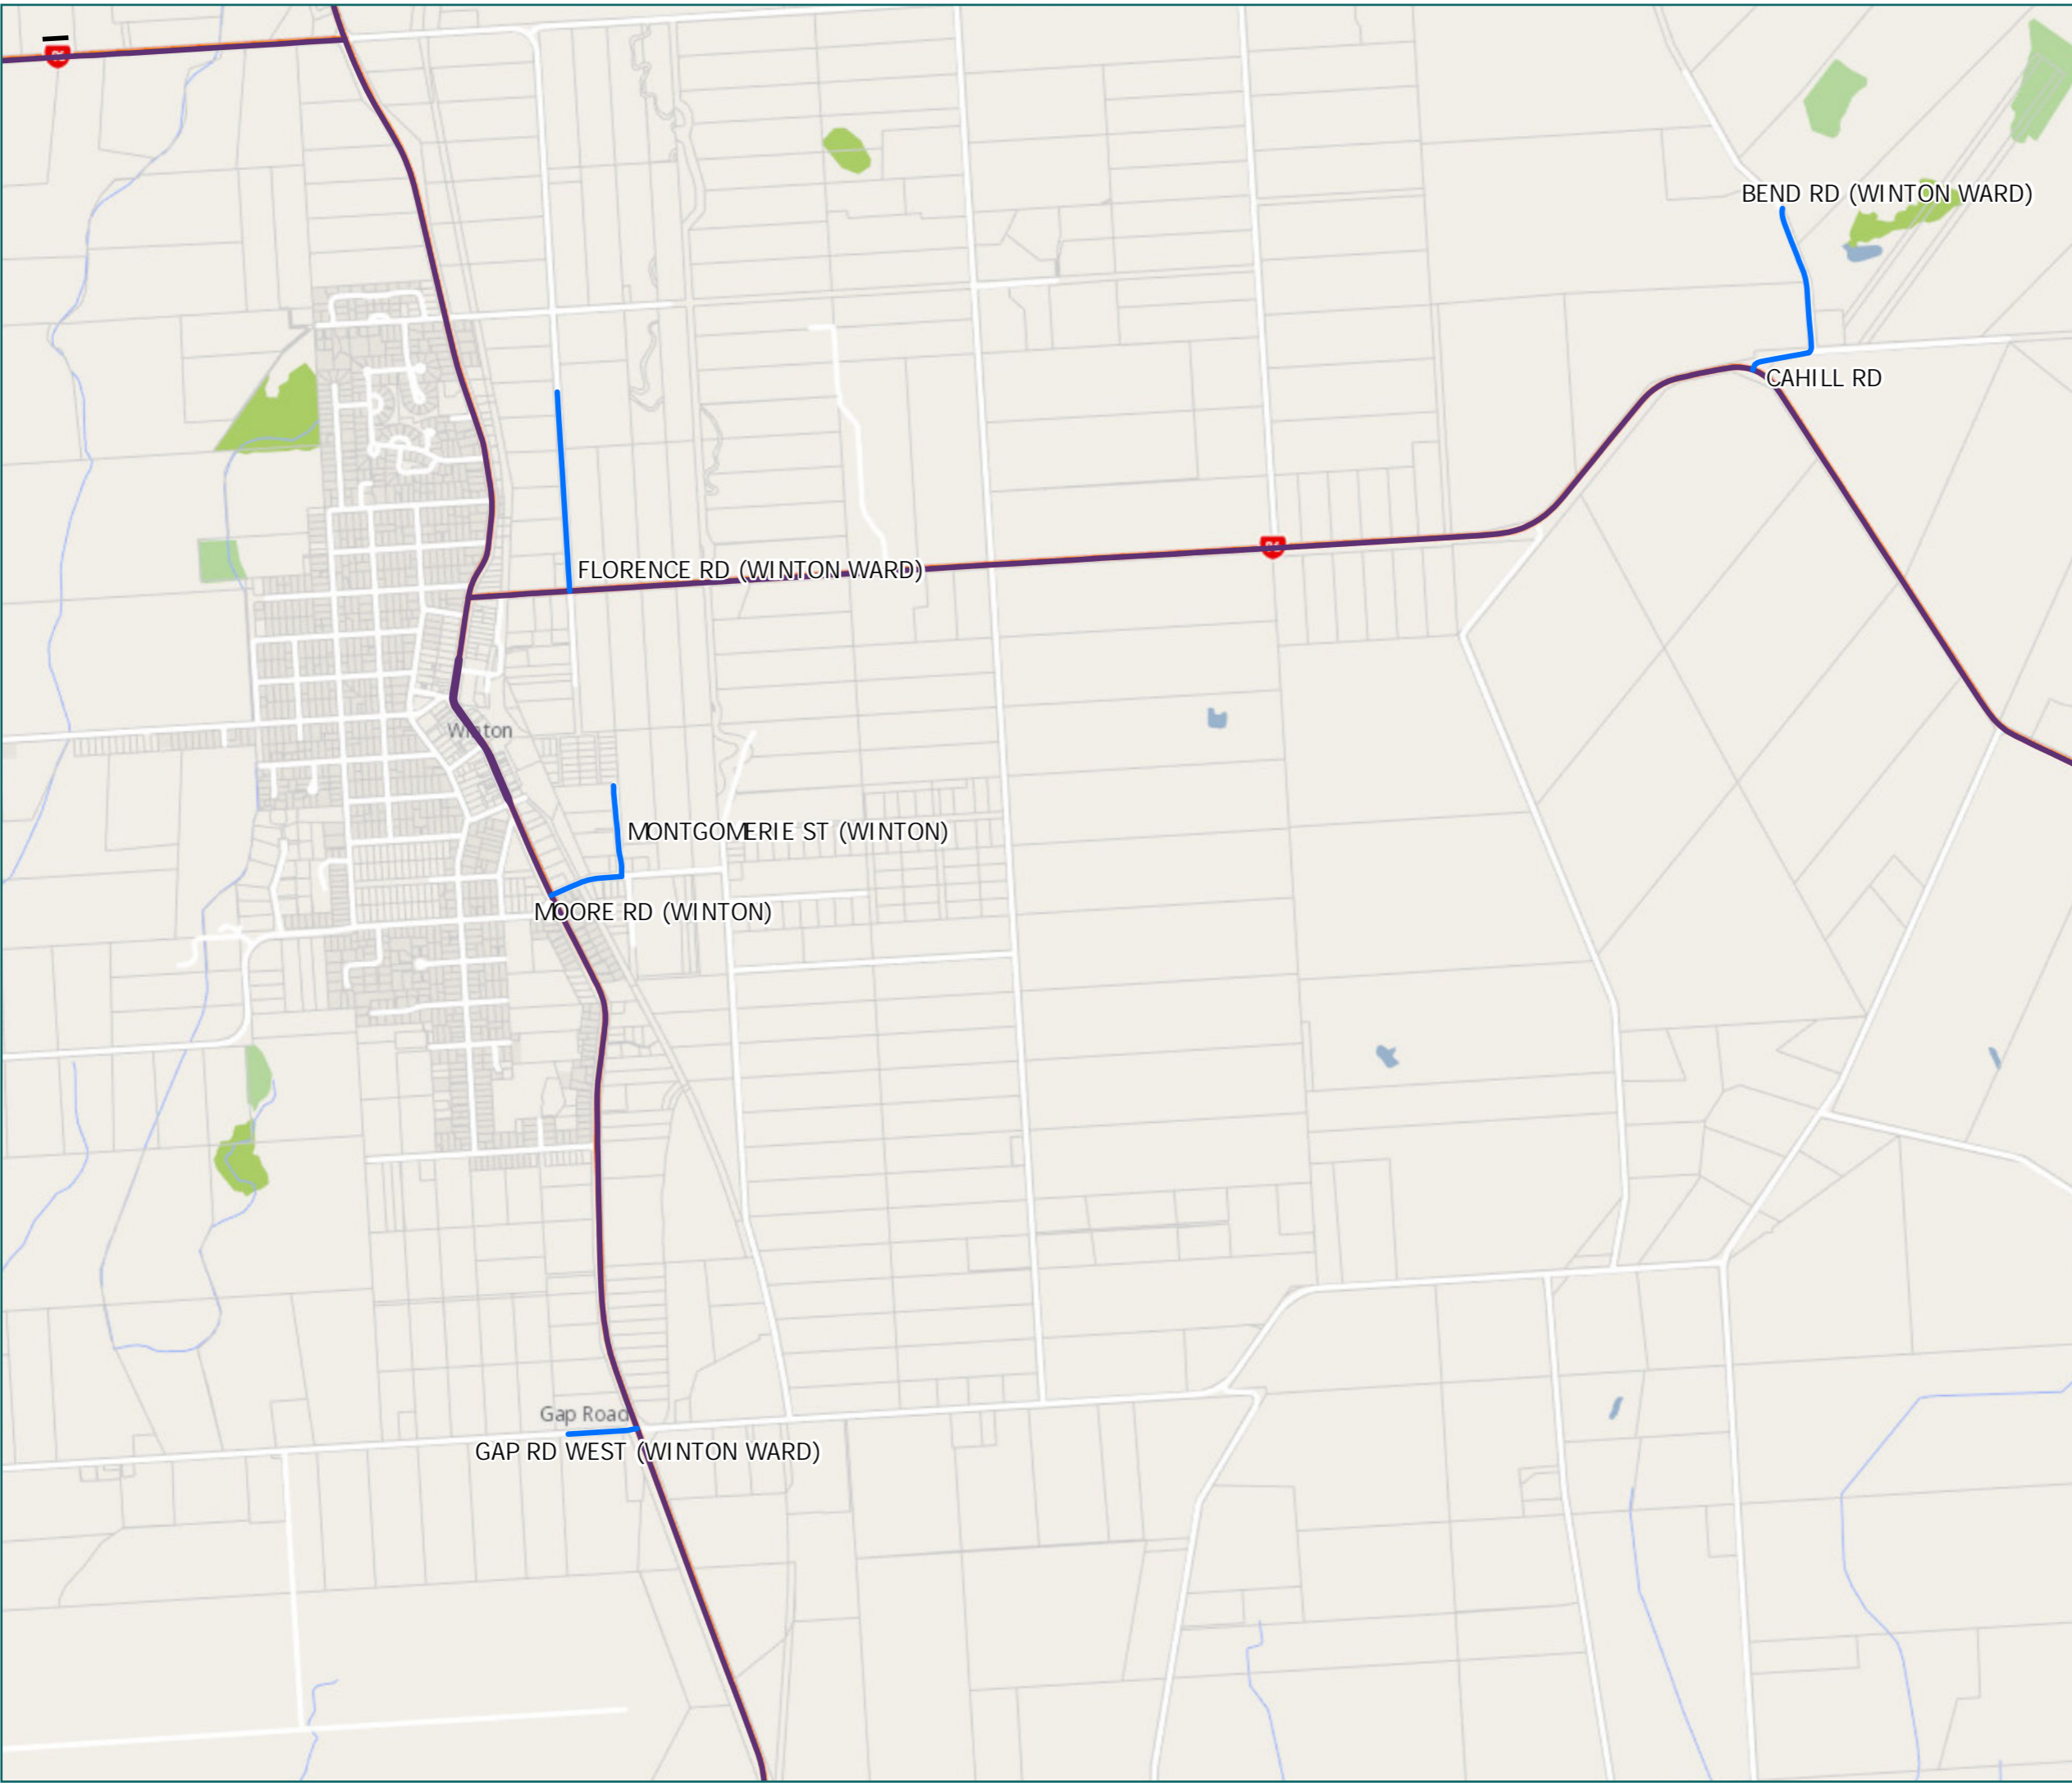 BEND RD (WINTON WARD)
CAHILL RD
FLORENCE RD (WINTON WARD)
Winton
MONTGOMERIE ST (WINTON)
MOORE RD (WINTON)
Gap Road
GAP RD WEST (WINTON WARD)